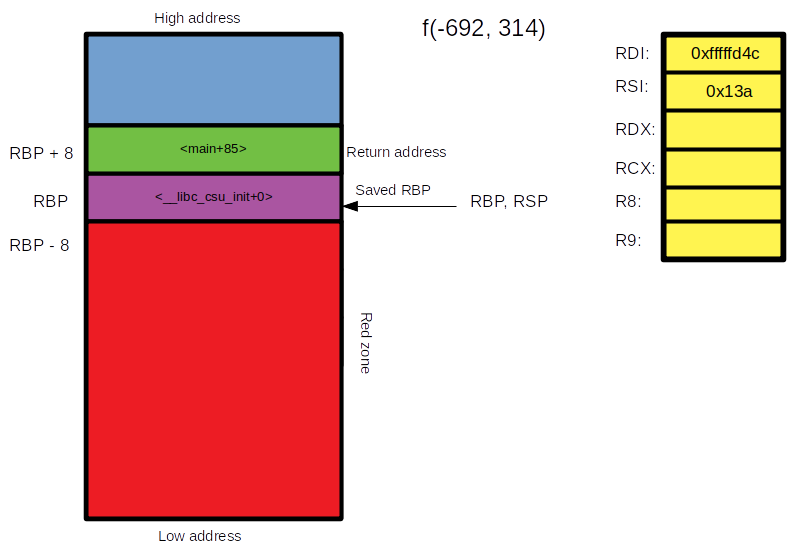 High address
f(-692, 314)
RDI: 0xfffffd4c
RSI: 0x13a
RDX:
RCX:
R8:
R9:
RBP + 8 <main+85> Return address
RBP <__libc_csu_init+0> Saved RBP RBP, RSP
RBP - 8
Red zone
Low address